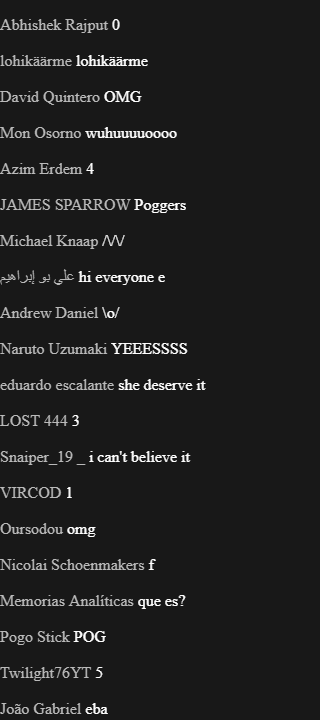 Abhishek Rajput 0
lohikäärme lohikäärme
David Quintero OMG
Mon Osorno wuhuuuuoooo
Azim Erdem 4
JAMES SPARROW Poggers
Michael Knaap /\/\/
علي بو إبراهيم hi everyone e
Andrew Daniel \o/
Naruto Uzumaki YEEESSSS
eduardo escalante she deserve it
LOST 444 3
Snaiper_19 _ i can't believe it
VIRCOD 1
Oursodou omg
Nicolai Schoenmakers f
Memorias Analíticas que es?
Pogo Stick POG
Twilight76YT 5
João Gabriel eba